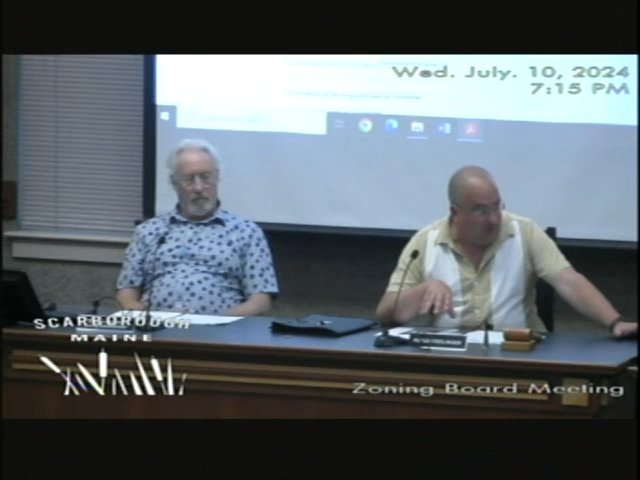 Wed. July. 10, 2024
7:15 PM
SCARBOROUGH
MAINE
Zoning Board Meeting